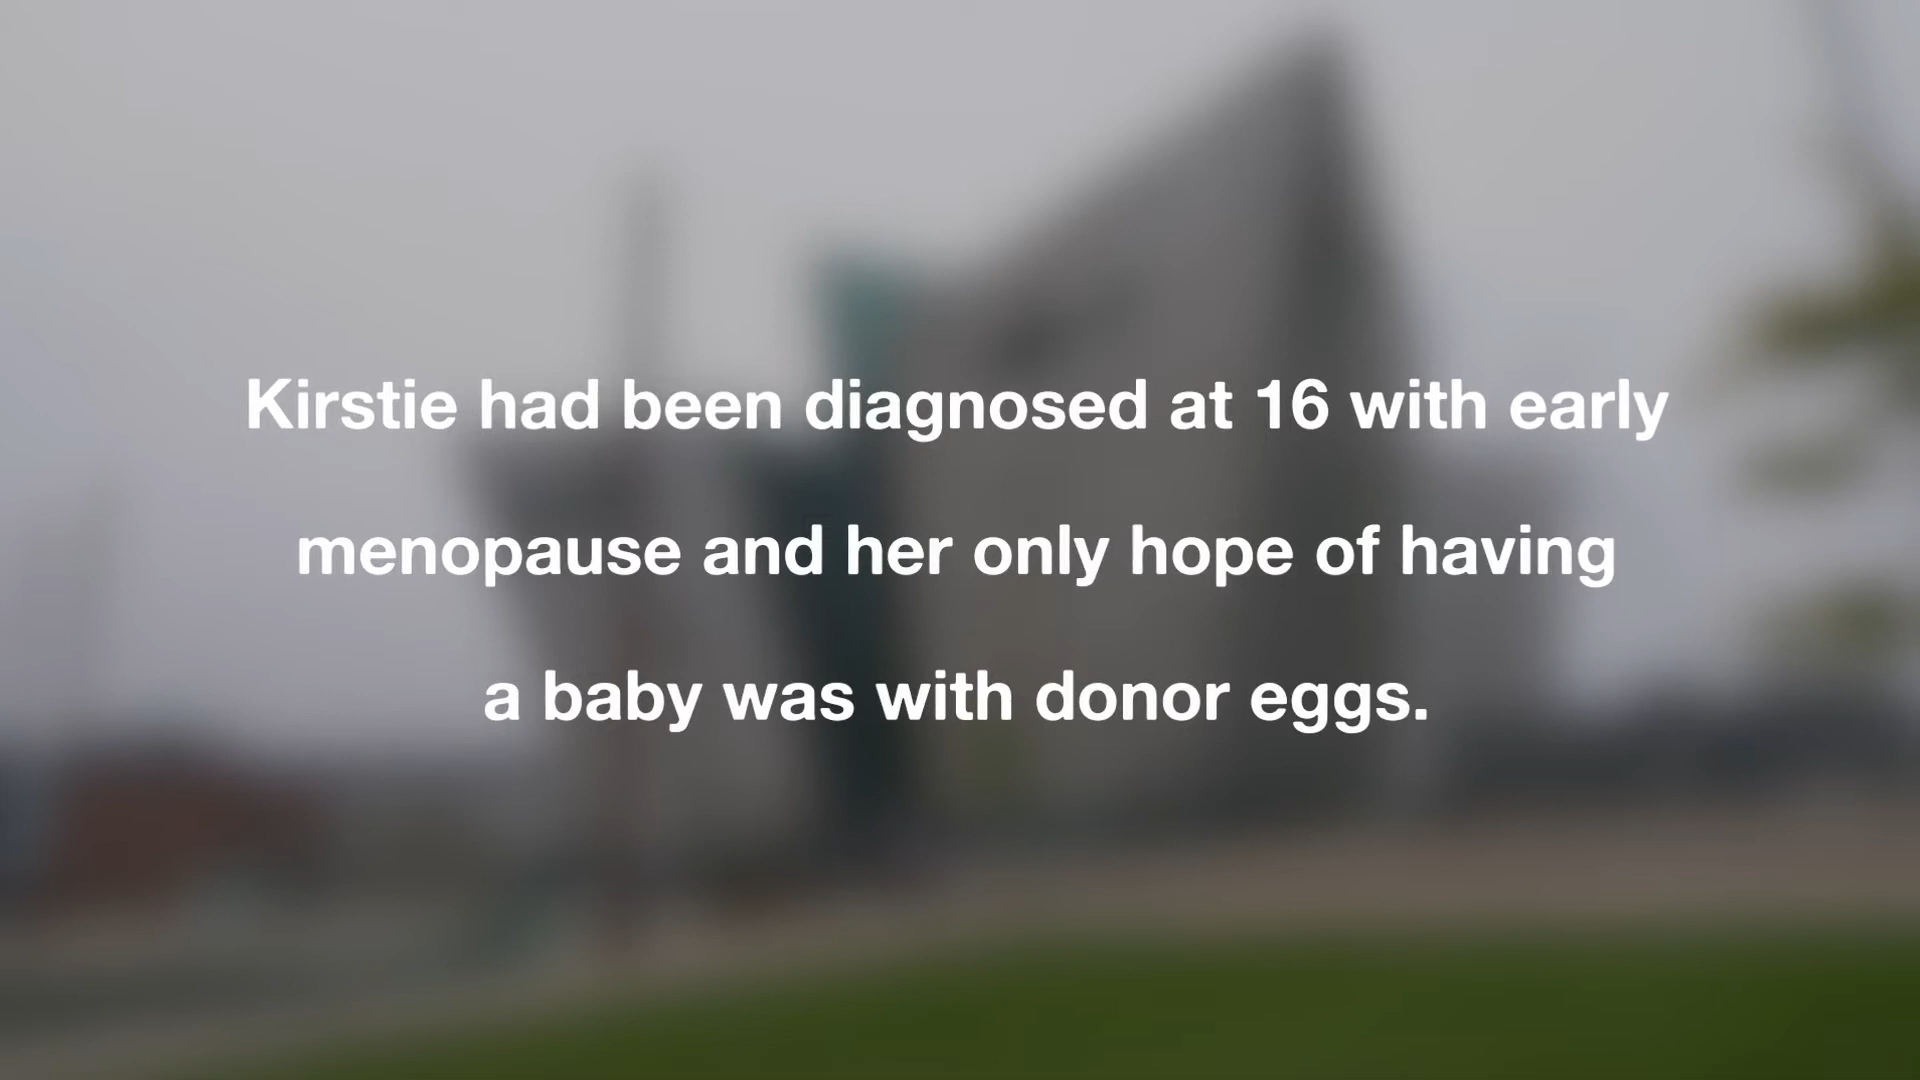 Kirstie had been diagnosed at 16 with early
menopause and her only hope of having
a baby was with donor eggs.